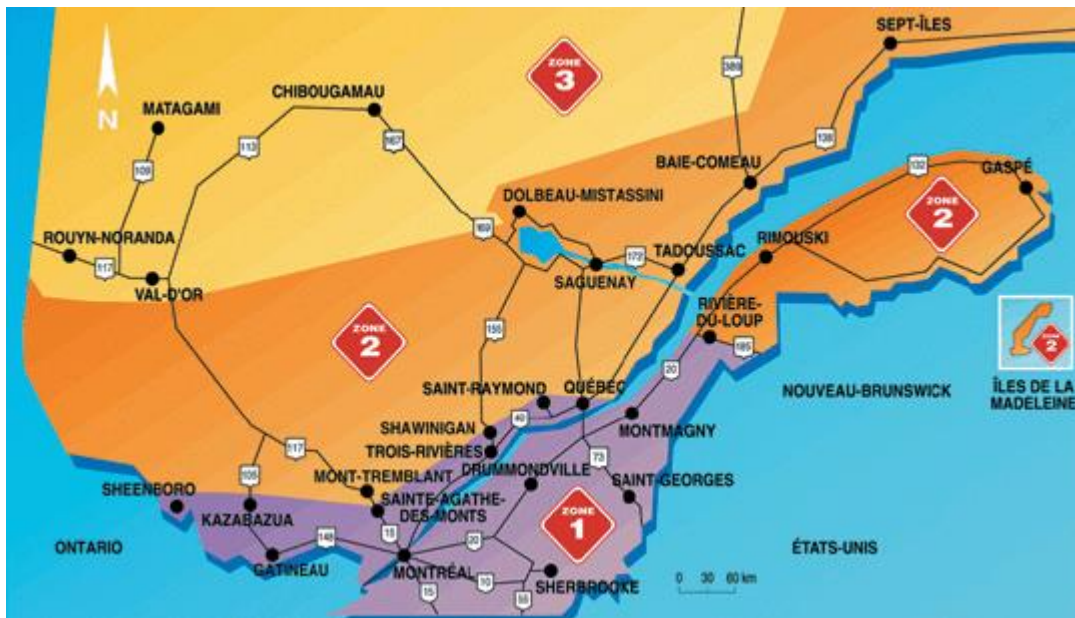 SEPT-ÎLES
ZONE
3
389
CHIBOUGAMAU
MATAGAMI
N
113
167
138
109
BAIE-COMEAU
132
GASPÉ
DOLBEAU-MISTASSINI
ZONE
2
169
ROUYN-NORANDA
117
TADOUSSAC
172
RIMOUSKI
SAGUENAY
VAL-D'OR
RIVIÈRE-
DU-LOUP
185
ZONE
2
155
ZONE
2
20
SAINT-RAYMOND
QUÉBEC
NOUVEAU-BRUNSWICK
ÎLES DE LA
MADELEINE
40
SHAWINIGAN
MONTMAGNY
TROIS-RIVIÈRES
117
73
DRUMMONDVILLE
MONT-TREMBLANT
105
SAINT-GEORGES
SHEENBORO
SAINTE-AGATHE-
DES-MONTS
KAZABAZUA
ZONE
1
15
148
20
ONTARIO
ÉTATS-UNIS
GATINEAU
MONTRÉAL
10
SHERBROOKE
0 30 60 km
15
55